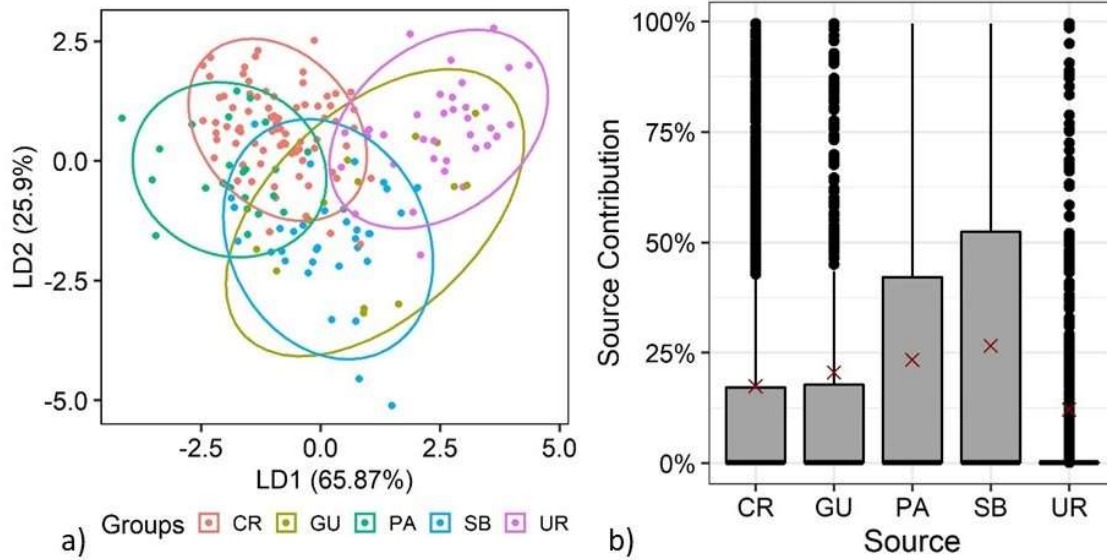 2.5
0.0
-2.5
-5.0
LD2 (25.9%)
-2.5 0.0 2.5 5.0
LD1 (65.87%)
a) Groups CR GU PA SB UR
100%
75%
50%
25%
0%
Source Contribution
CR GU PA SB UR
b) Source